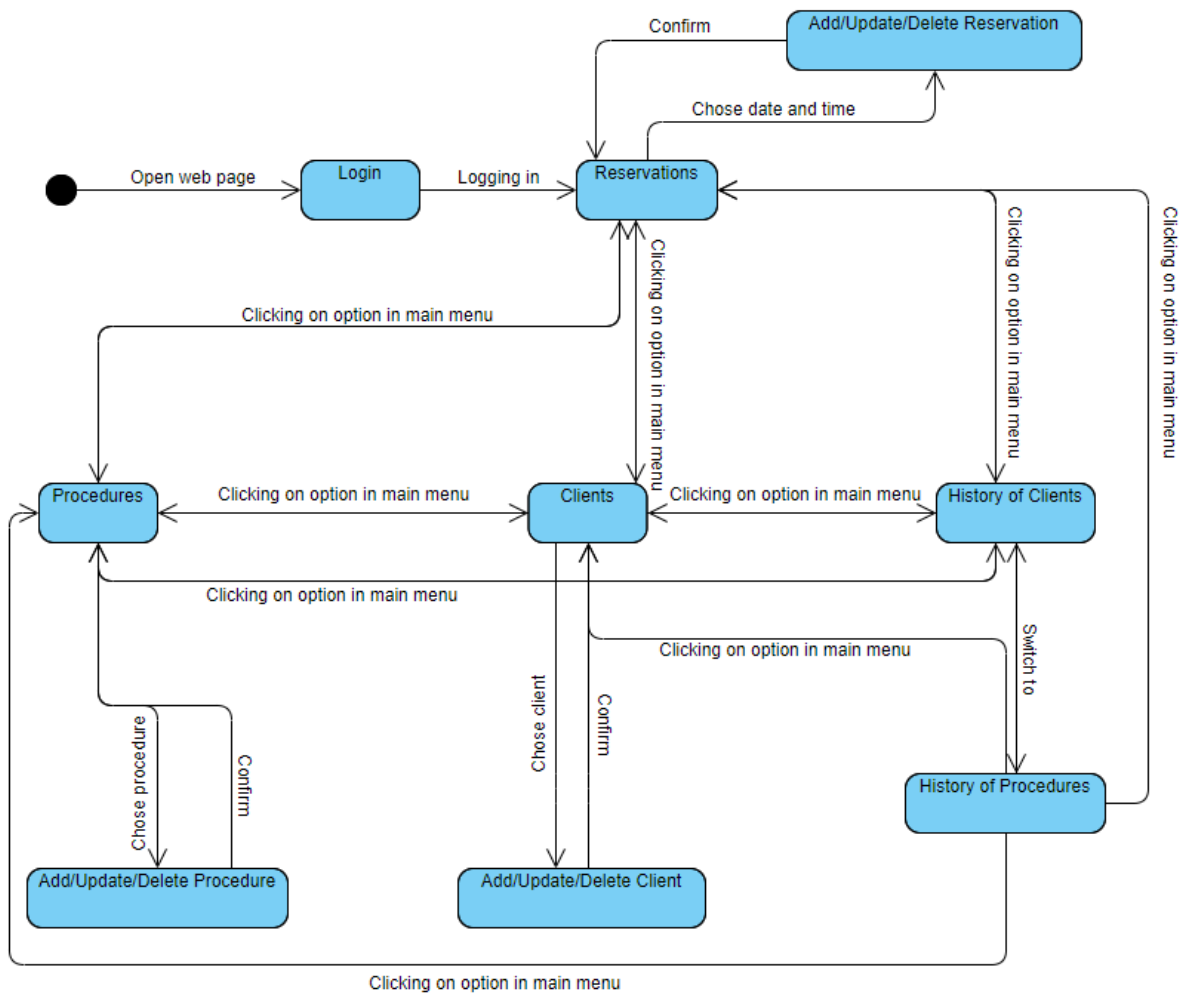 Add/Update/Delete Reservation
Confirm
Chose date and time
Open web page
Login
Logging in
Reservations
Clicking on option in main menu
Clicking on option in main menu
Clicking on option in main menu
Clicking on option in main menu
Procedures
Clicking on option in main menu
Clients
Clicking on option in main menu
History of Clients
Clicking on option in main menu
Clicking on option in main menu
Switch to
Chose procedure
Confirm
Chose client
Confirm
History of Procedures
Add/Update/Delete Procedure
Add/Update/Delete Client
Clicking on option in main menu